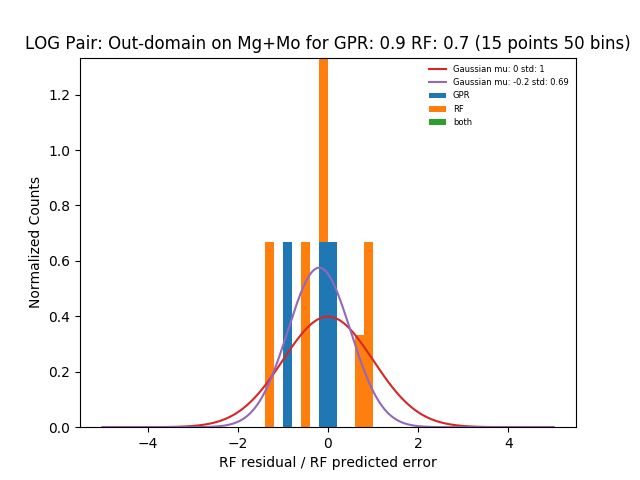 LOG Pair: Out-domain on Mg+Mo for GPR: 0.9 RF: 0.7 (15 points 50 bins)
Gaussian mu: 0 std: 1
Gaussian mu: -0.2 std: 0.69
GPR
RF
both
Normalized Counts
1.2
1.0
0.8
0.6
0.4
0.2
0.0
−4 −2 0 2 4
RF residual / RF predicted error